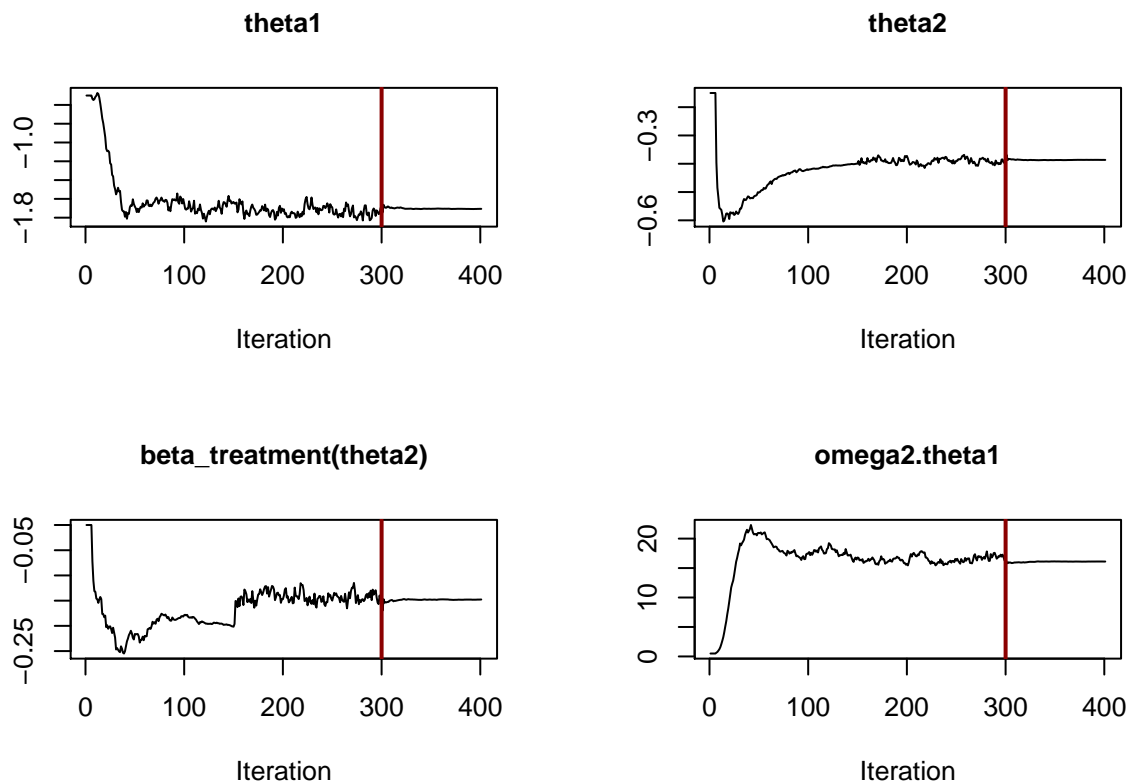 theta1
−1.0
−1.8
0 100 200 300 400
Iteration
theta2
−0.3
−0.6
0 100 200 300 400
Iteration
beta_treatment(theta2)
−0.05
−0.25
0 100 200 300 400
Iteration
omega2.theta1
20
10
0
0 100 200 300 400
Iteration